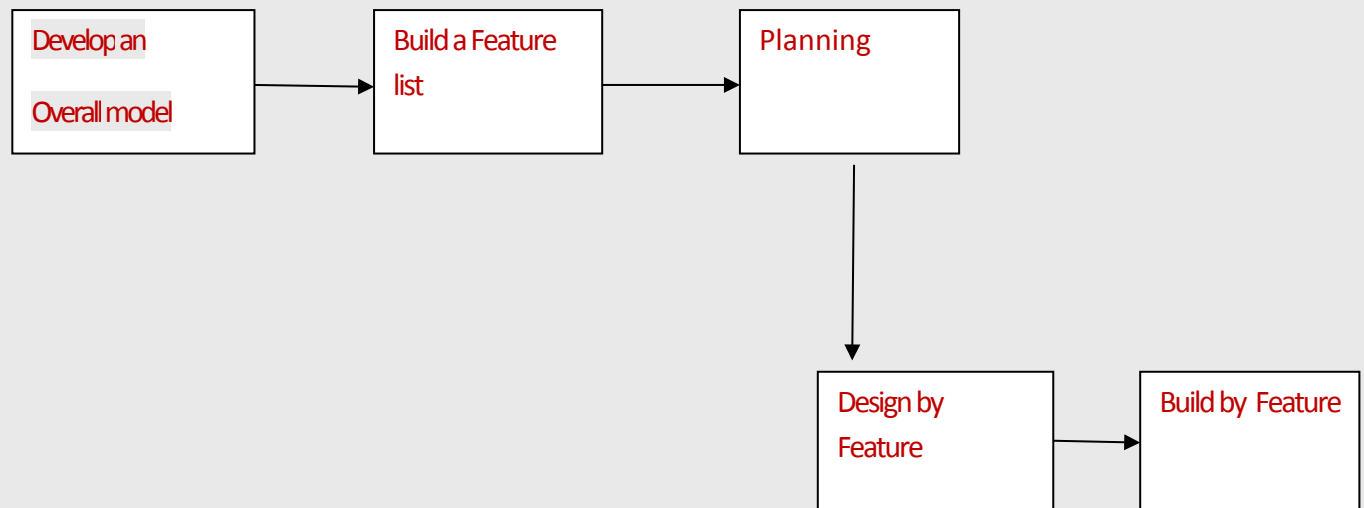 Develop an
Overall model
Build a Feature
list
Planning
Design by
Feature
Build by Feature